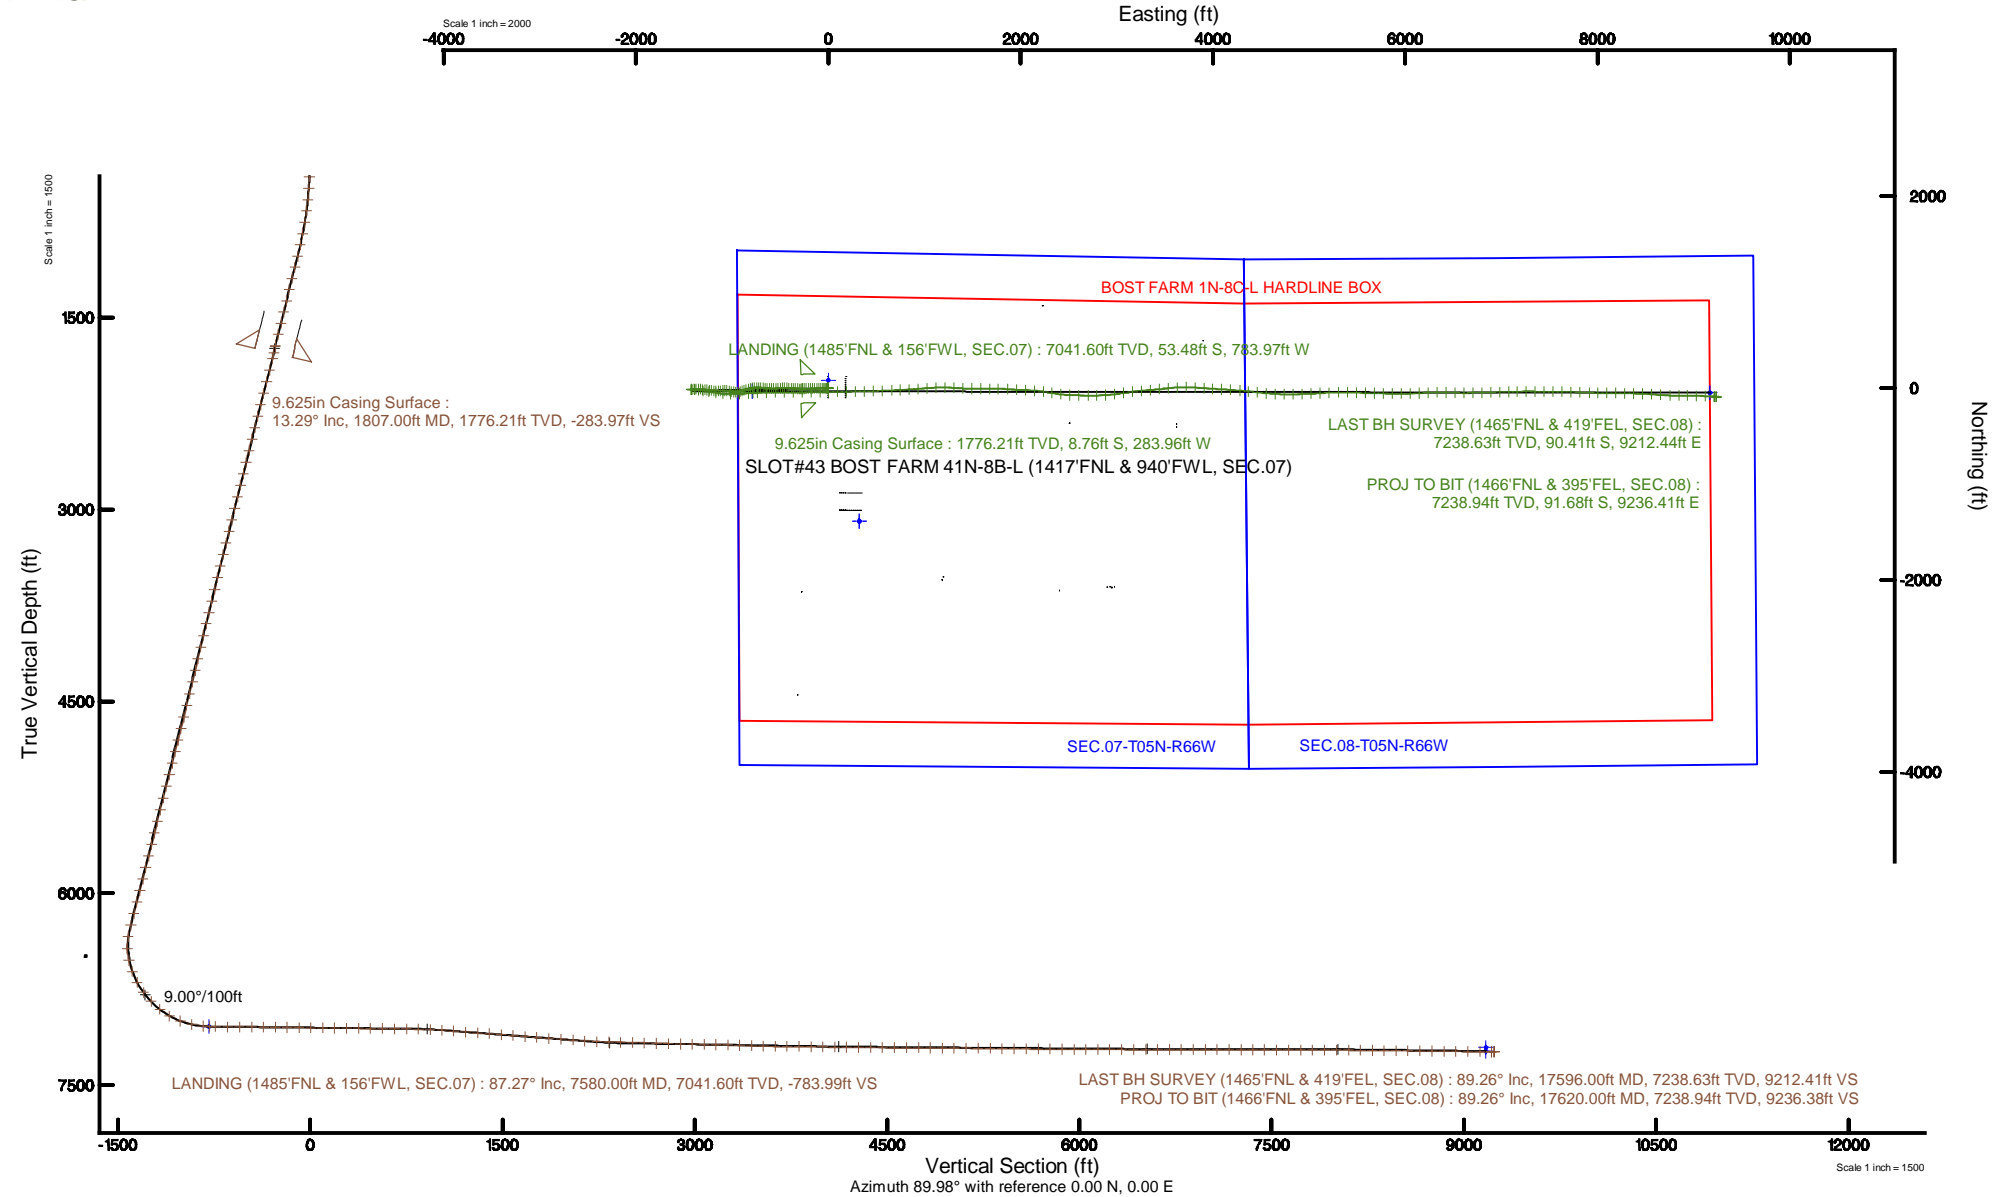 Easting (ft)
Scale 1 inch = 2000
-4000 -2000 0 2000 4000 6000 8000 10000
Scale 1 inch = 1500
2000
0
-2000
-4000
Northing (ft)
BOST FARM 1N-8C-L HARDLINE BOX
LANDING (1485'FNL & 156'FWL, SEC.07) : 7041.60ft TVD, 53.48ft S, 783.97ft W
9.625in Casing Surface :
13.29° Inc, 1807.00ft MD, 1776.21ft TVD, -283.97ft VS
9.625in Casing Surface : 1776.21ft TVD, 8.76ft S, 283.96ft W
SLOT#43 BOST FARM 41N-8B-L (1417'FNL & 940'FWL, SEC.07)
LAST BH SURVEY (1465'FNL & 419'FEL, SEC.08) :
7238.63ft TVD, 90.41ft S, 9212.44ft E
PROJ TO BIT (1466'FNL & 395'FEL, SEC.08) :
7238.94ft TVD, 91.68ft S, 9236.41ft E
SEC.07-T05N-R66W
SEC.08-T05N-R66W
True Vertical Depth (ft)
1500
3000
4500
6000
7500
9.00°/100ft
LANDING (1485'FNL & 156'FWL, SEC.07) : 87.27° Inc, 7580.00ft MD, 7041.60ft TVD, -783.99ft VS
LAST BH SURVEY (1465'FNL & 419'FEL, SEC.08) : 89.26° Inc, 17596.00ft MD, 7238.63ft TVD, 9212.41ft VS
PROJ TO BIT (1466'FNL & 395'FEL, SEC.08) : 89.26° Inc, 17620.00ft MD, 7238.94ft TVD, 9236.38ft VS
-1500 0 1500 3000 4500 6000 7500 9000 10500 12000
Vertical Section (ft)
Scale 1 inch = 1500
Azimuth 89.98° with reference 0.00 N, 0.00 E